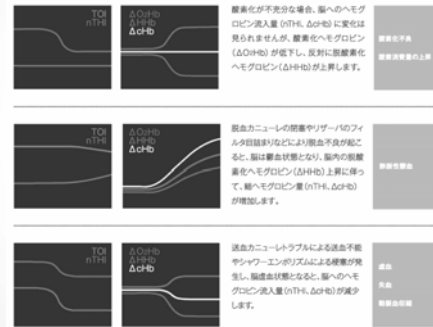 TOI
nTHI
ΔO₂Hb
ΔHHb
ΔcHb
酸素化が不充分な場合、脳へのヘモグ
ロビン流入量(nTHI、ΔcHb)に変化は
見られませんが、酸素化ヘモグロビン
(ΔO₂Hb)が低下し、反対に脱酸素化
ヘモグロビン(ΔHHb)が上昇します。
酸素化不良
酸素消費量の上昇
TOI
nTHI
ΔO₂Hb
ΔHHb
ΔcHb
脱血カニューレの閉塞やリザーバのフィ
ルタ目詰まりなどにより脱血不良が起こ
ると、脳は鬱血状態となり、脳内の脱酸
素化ヘモグロビン(ΔHHb)上昇に伴っ
て、総ヘモグロビン量(nTHI、ΔcHb)
が増加します。
静脈性鬱血
TOI
nTHI
ΔO₂Hb
ΔHHb
ΔcHb
送血カニューレトラブルによる送血不能
やシャワーエンボリズムによる梗塞が発
生し、脳虚血状態となると、脳へのヘモ
グロビン流入量(nTHI、ΔcHb)が減少
します。
虚血
失血